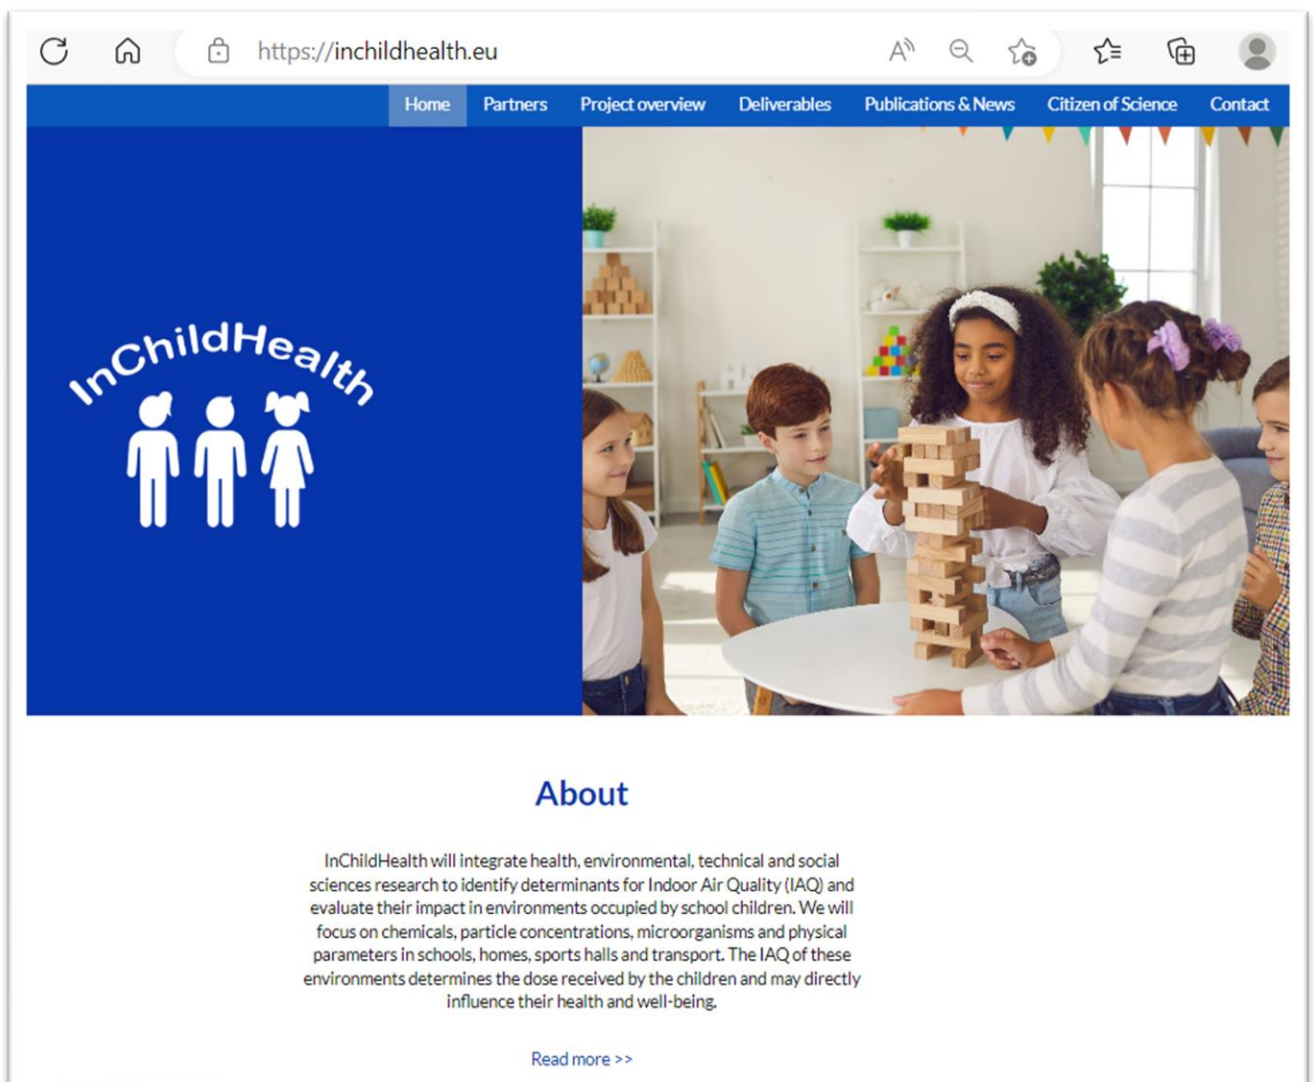 https://inchildhealth.eu
Home Partners Project overview Deliverables Publications & News Citizen of Science Contact
InChildHealth
About
InChildHealth will integrate health, environmental, technical and social
sciences research to identify determinants for Indoor Air Quality (IAQ) and
evaluate their impact in environments occupied by school children. We will
focus on chemicals, particle concentrations, microorganisms and physical
parameters in schools, homes, sports halls and transport. The IAQ of these
environments determines the dose received by the children and may directly
influence their health and well-being.
Read more >>